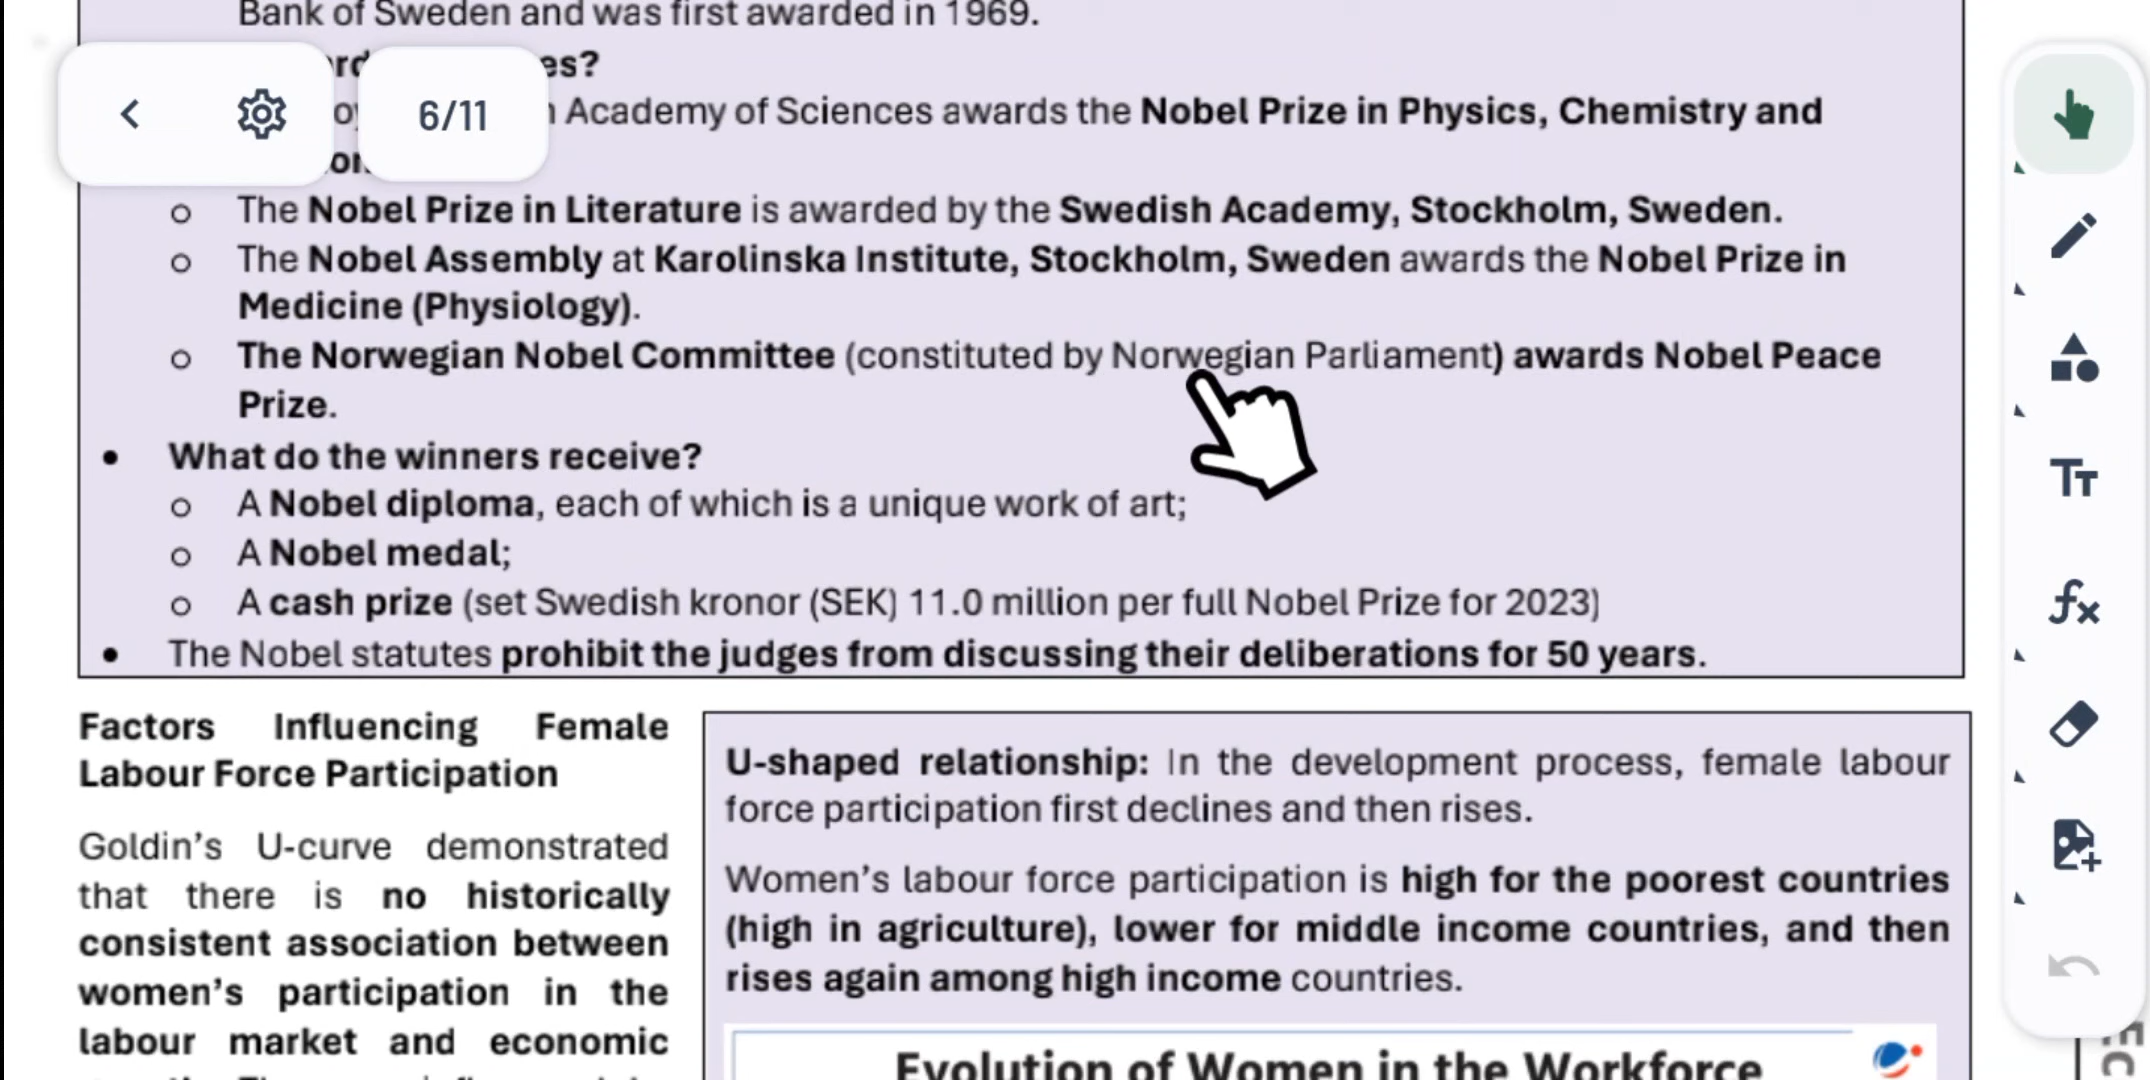 Bank of Sweden and was first awarded in 1969.
es?
Academy of Sciences awards the Nobel Prize in Physics, Chemistry and
6/11
The Nobel Prize in Literature is awarded by the Swedish Academy, Stockholm, Sweden.
The Nobel Assembly at Karolinska Institute, Stockholm, Sweden awards the Nobel Prize in
Medicine (Physiology).
The Norwegian Nobel Committee (constituted by Norwegian Parliament) awards Nobel Peace
Prize.
What do the winners receive?
A Nobel diploma, each of which is a unique work of art;
A Nobel medal;
A cash prize (set Swedish kronor (SEK) 11.0 million per full Nobel Prize for 2023)
The Nobel statutes prohibit the judges from discussing their deliberations for 50 years.
Factors Influencing Female
Labour Force Participation
Goldin's U-curve demonstrated
that there is no historically
consistent association between
women's participation in the
labour market and economic
U-shaped relationship: In the development process, female labour
force participation first declines and then rises.
Women's labour force participation is high for the poorest countries
(high in agriculture), lower for middle income countries, and then
rises again among high income countries.
Evolution of Women in the Workforce
TT
fx